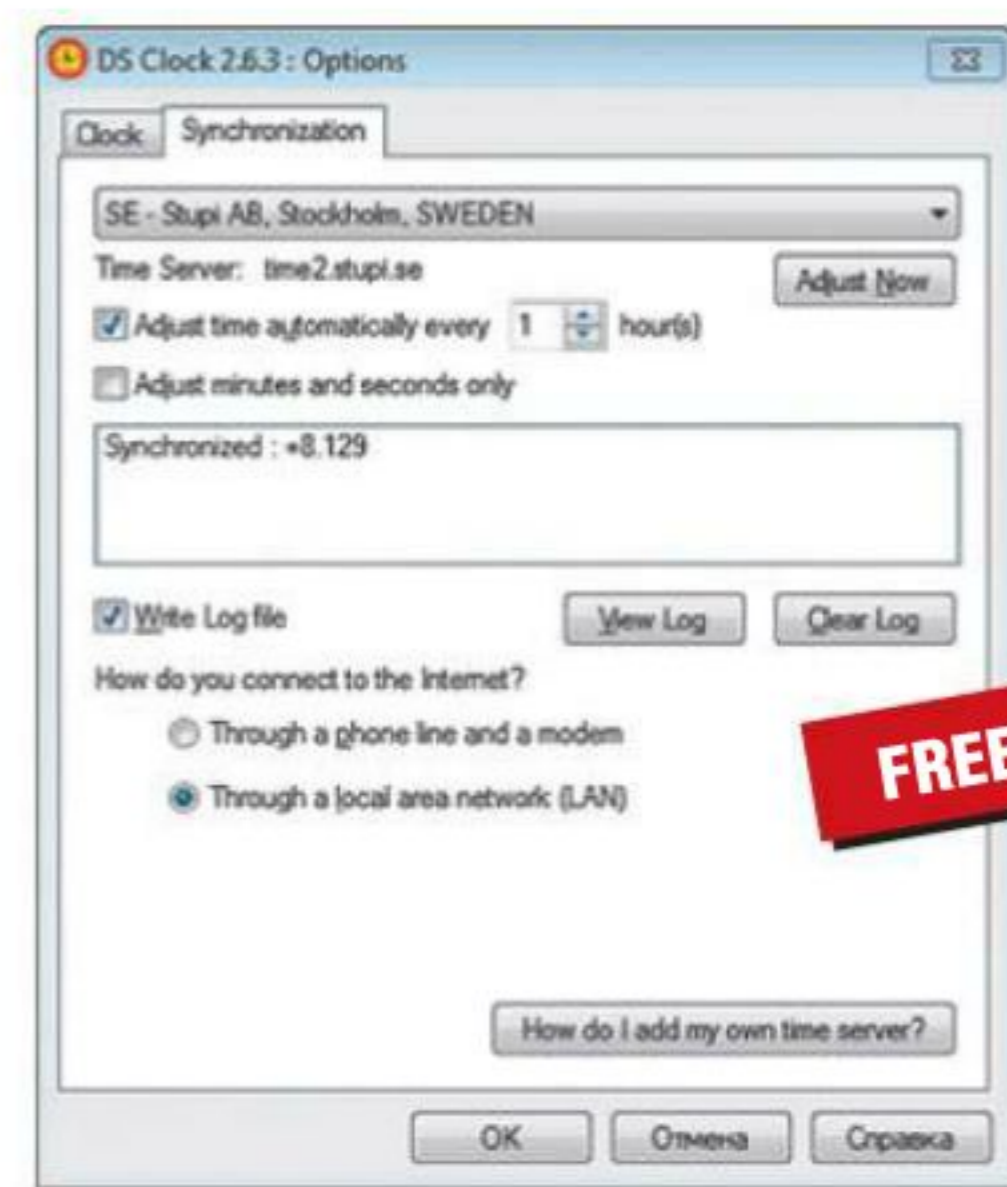 DS Clock 2.6.3 : Options
Clock Synchronization
SE - Stupi AB, Stockholm, SWEDEN
Time Server: time2.stupi.se
Adjust Now
Adjust time automatically every 1 hour(s)
Adjust minutes and seconds only
Synchronized : +8.129
Write Log file View Log Clear Log
How do you connect to the Internet?
Through a phone line and a modem
FREE
Through a local area network (LAN)
How do I add my own time server?
OK Отмена Справка